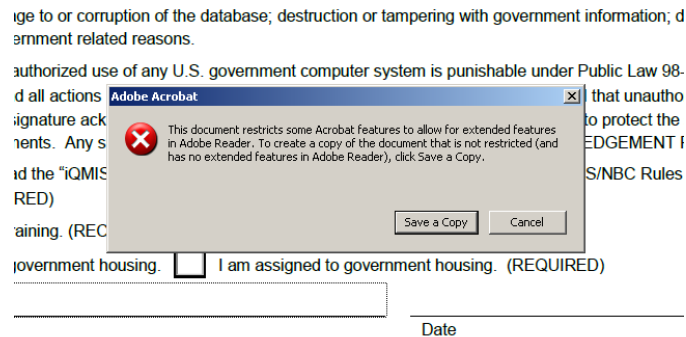 ige to or corruption of the database; destruction or tampering with government information; d
ernment related reasons.
authorized use of any U.S. government computer system is punishable under Public Law 98-
d all actions
that unautho
signature ack
to protect the
nents. Any s
EDGEMENT F
ad the "iQMIS
S/NBC Rules
RED)
raining. (REC
Adobe Acrobat
This document restricts some Acrobat features to allow for extended features
in Adobe Reader. To create a copy of the document that is not restricted (and
has no extended features in Adobe Reader), click Save a Copy.
Save a Copy
Cancel
government housing. I am assigned to government housing. (REQUIRED)
Date